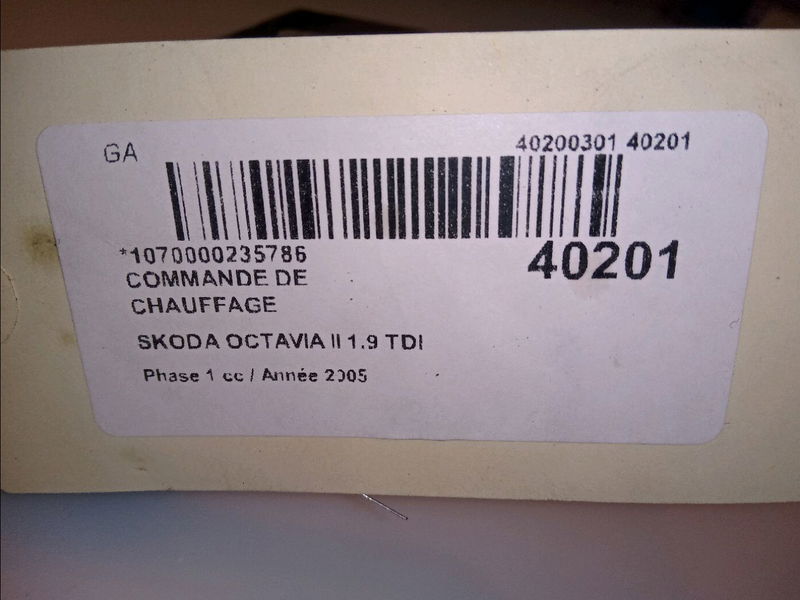 GA
40200301 40201
*1070000235786
40201
COMMANDE DE
CHAUFFAGE
SKODA OCTAVIA II 1.9 TDI
Phase 1 cc / Année 2005